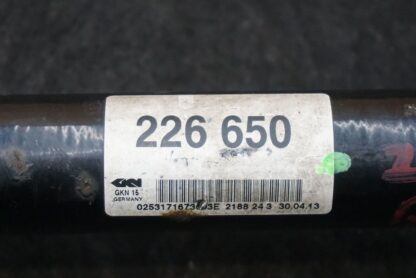 226 650
GKN
GKN 15
GERMANY
2188 24 3 30.04.13